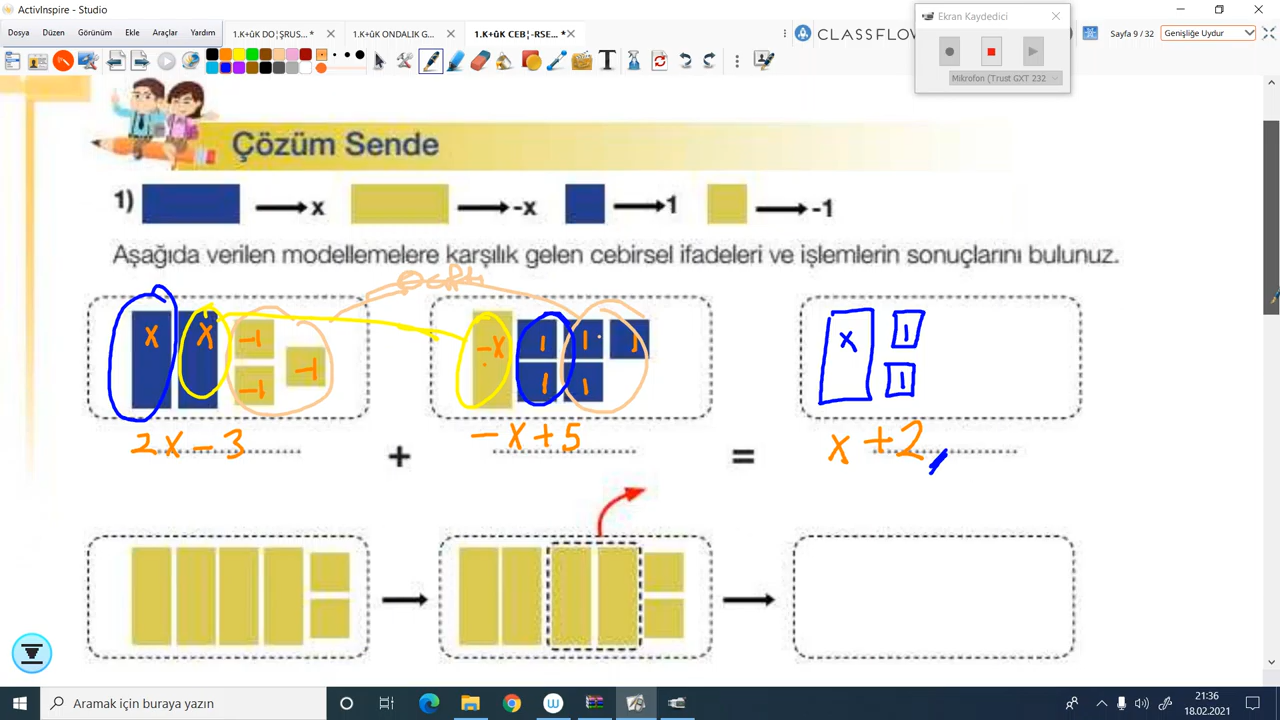 ActivInspire - Studio
Ekran Kaydedici
Dosya Düzen Görünüm Ekle Araçlar Yardım
1.K+ûK DO¦ŞRUS...* 1.K+ûK ONDALIK G... 1.K+ûK CEB¦-RSE...*
CLASSFLOW
Sayfa 9 / 32
Genişliğe Uydur
Mikrofon (Trust GXT 232
Çözüm Sende
1) → x → -x → 1 → -1
Aşağıda verilen modellemelere karşılık gelen cebirsel ifadeleri ve işlemlerin sonuçlarını bulunuz.
x x -1 -x 1 1 1 x 1
-1 -1 1 1 1
2x - 3 + -x + 5 = x + 2
Aramak için buraya yazın
21:36
18.02.2021